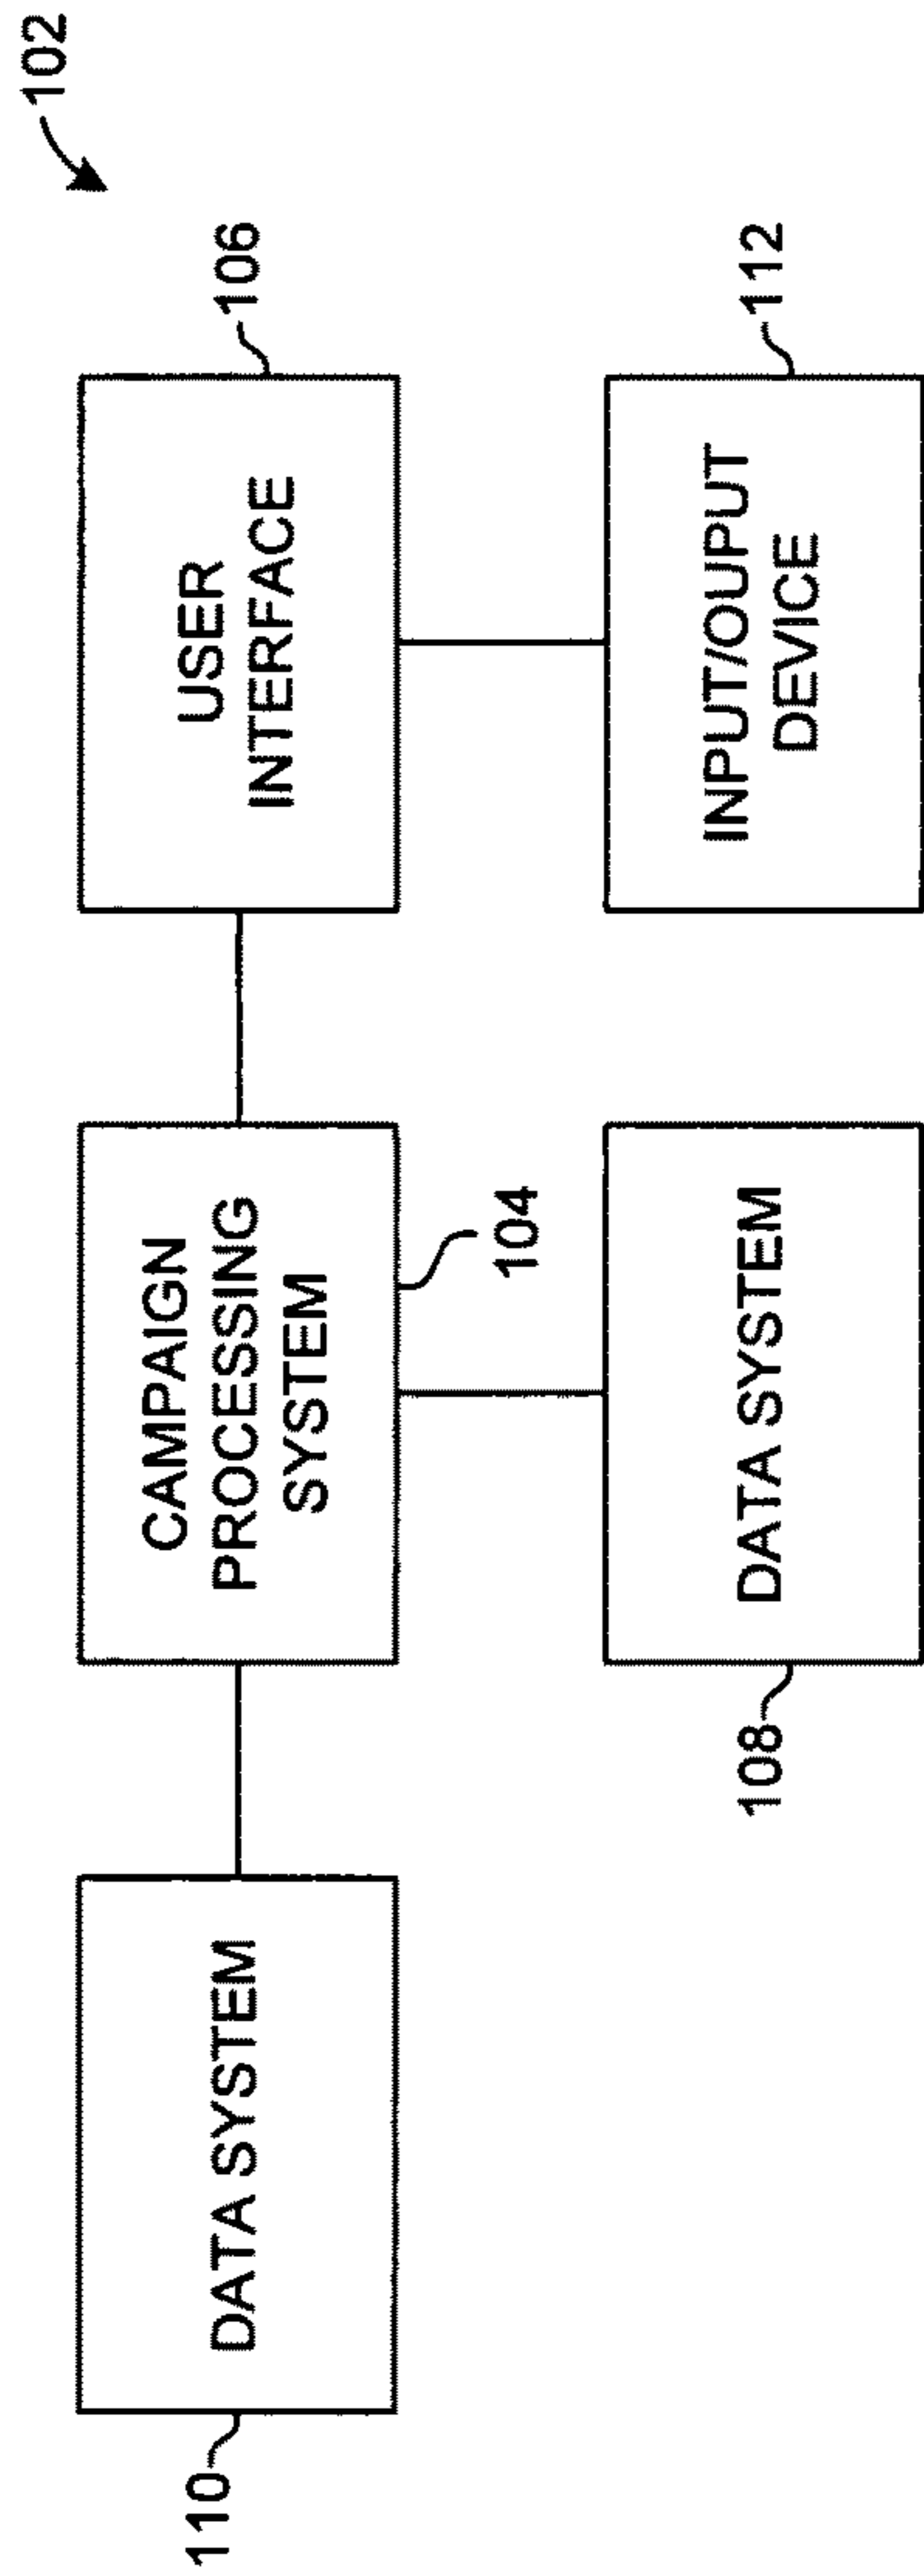 102
110
DATA SYSTEM
CAMPAIGN
PROCESSING
SYSTEM
104
USER
INTERFACE
106
108
DATA SYSTEM
INPUT/OUPUT
DEVICE
112